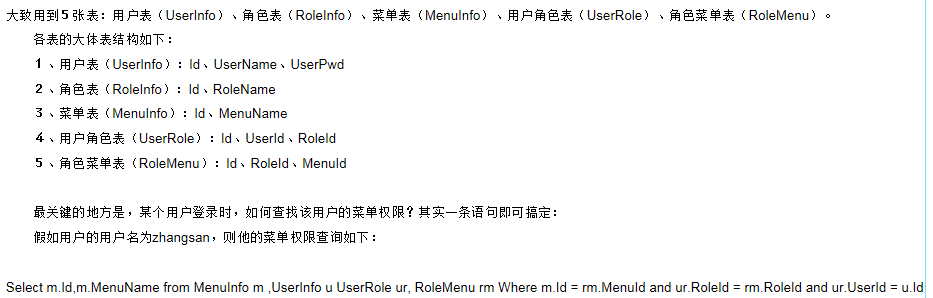 大致用到5张表：用户表（UserInfo）、角色表（RoleInfo）、菜单表（MenuInfo）、用户角色表（UserRole）、角色菜单表（RoleMenu）。
各表的大体表结构如下：
1、用户表（UserInfo）：Id、UserName、UserPwd
2、角色表（RoleInfo）：Id、RoleName
3、菜单表（MenuInfo）：Id、MenuName
4、用户角色表（UserRole）：Id、UserId、RoleId
5、角色菜单表（RoleMenu）：Id、RoleId、MenuId
最关键的地方是，某个用户登录时，如何查找该用户的菜单权限？其实一条语句即可搞定：
假如用户的用户名为zhangsan，则他的菜单权限查询如下：
Select m.Id,m.MenuName from MenuInfo m ,UserInfo u UserRole ur, RoleMenu rm Where m.Id = rm.MenuId and ur.RoleId = rm.RoleId and ur.UserId = u.Id